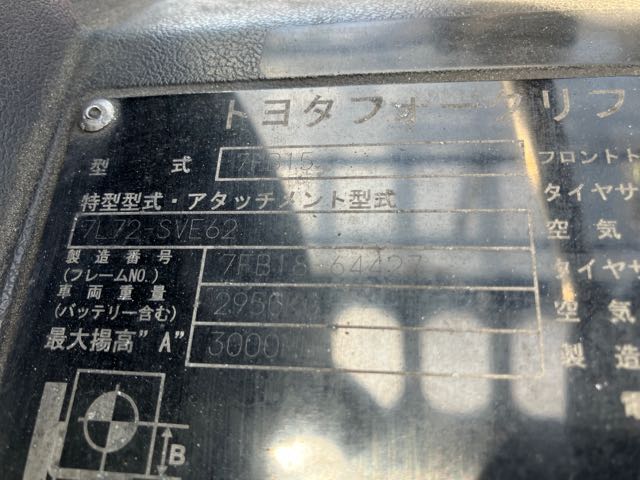 トヨタフォークリフ
型 式 7FB15 フロントト
特型型式・アタッチメント型式 タイヤサ
7L72-SVE62 空 気
製造番号 (フレームNO.) 7FB18-64427 タイヤサ
車両重量 (バッテリー含む) 2950 空 気
最大揚高"A" 3000 製 造
B